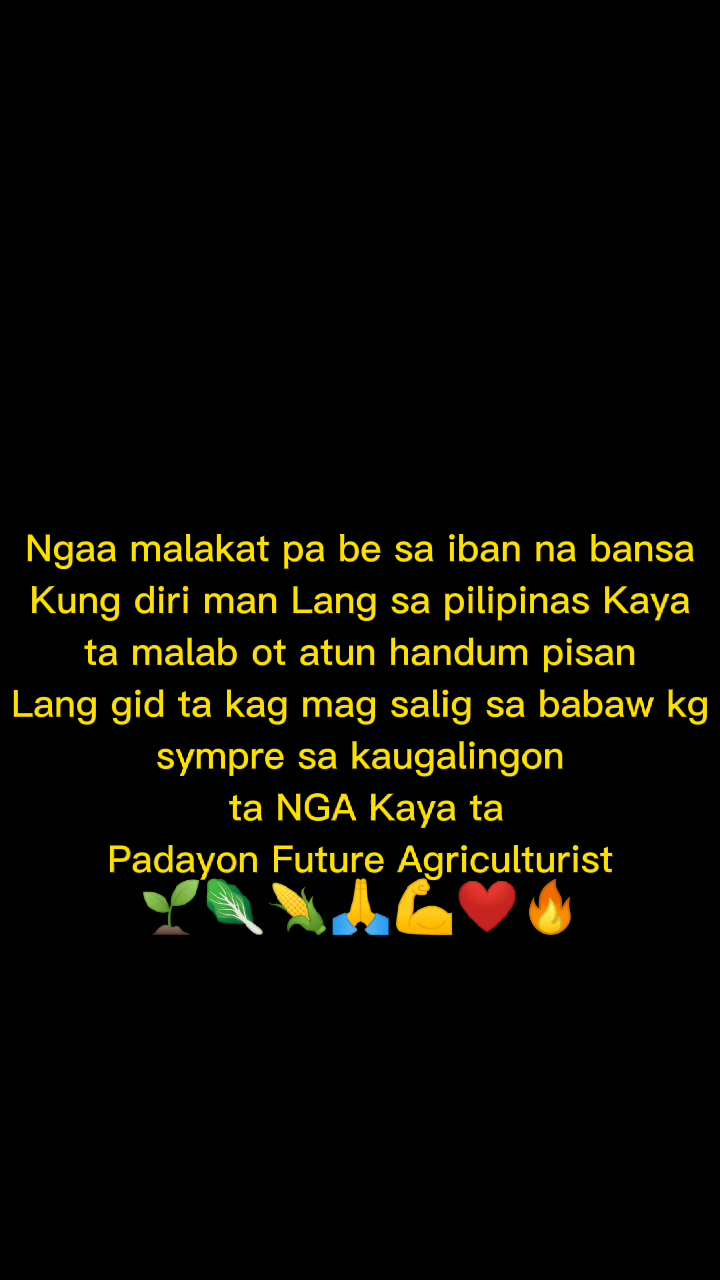 Ngaa malakat pa be sa iban na bansa
Kung diri man Lang sa pilipinas Kaya
ta malab ot atun handum pisan
Lang gid ta kag mag salig sa babaw kg
sympre sa kaugalingon
ta NGA Kaya ta
Padayon Future Agriculturist
🌱🥬🌽🙏💪❤️🔥